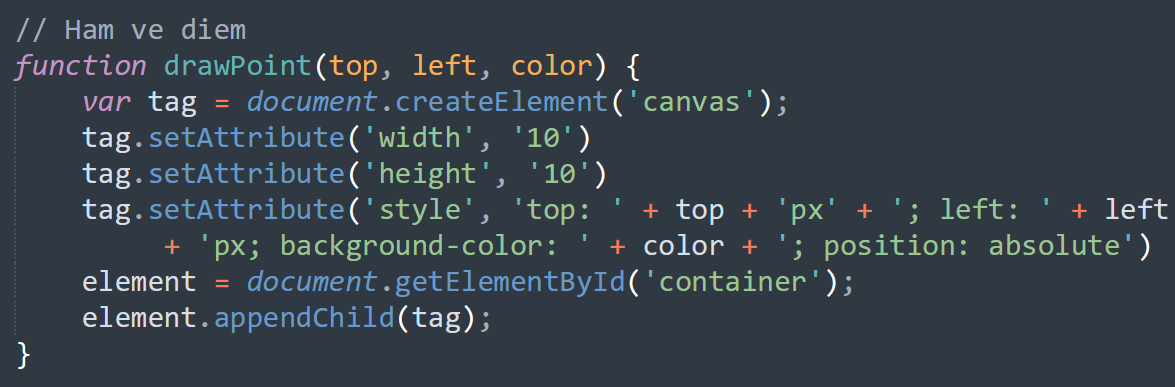 // Ham ve diem
function drawPoint(top, left, color) {
    var tag = document.createElement('canvas');
    tag.setAttribute('width', '10')
    tag.setAttribute('height', '10')
    tag.setAttribute('style', 'top: ' + top + 'px' + '; left: ' + left
         + 'px; background-color: ' + color + '; position: absolute')
    element = document.getElementById('container');
    element.appendChild(tag);
}